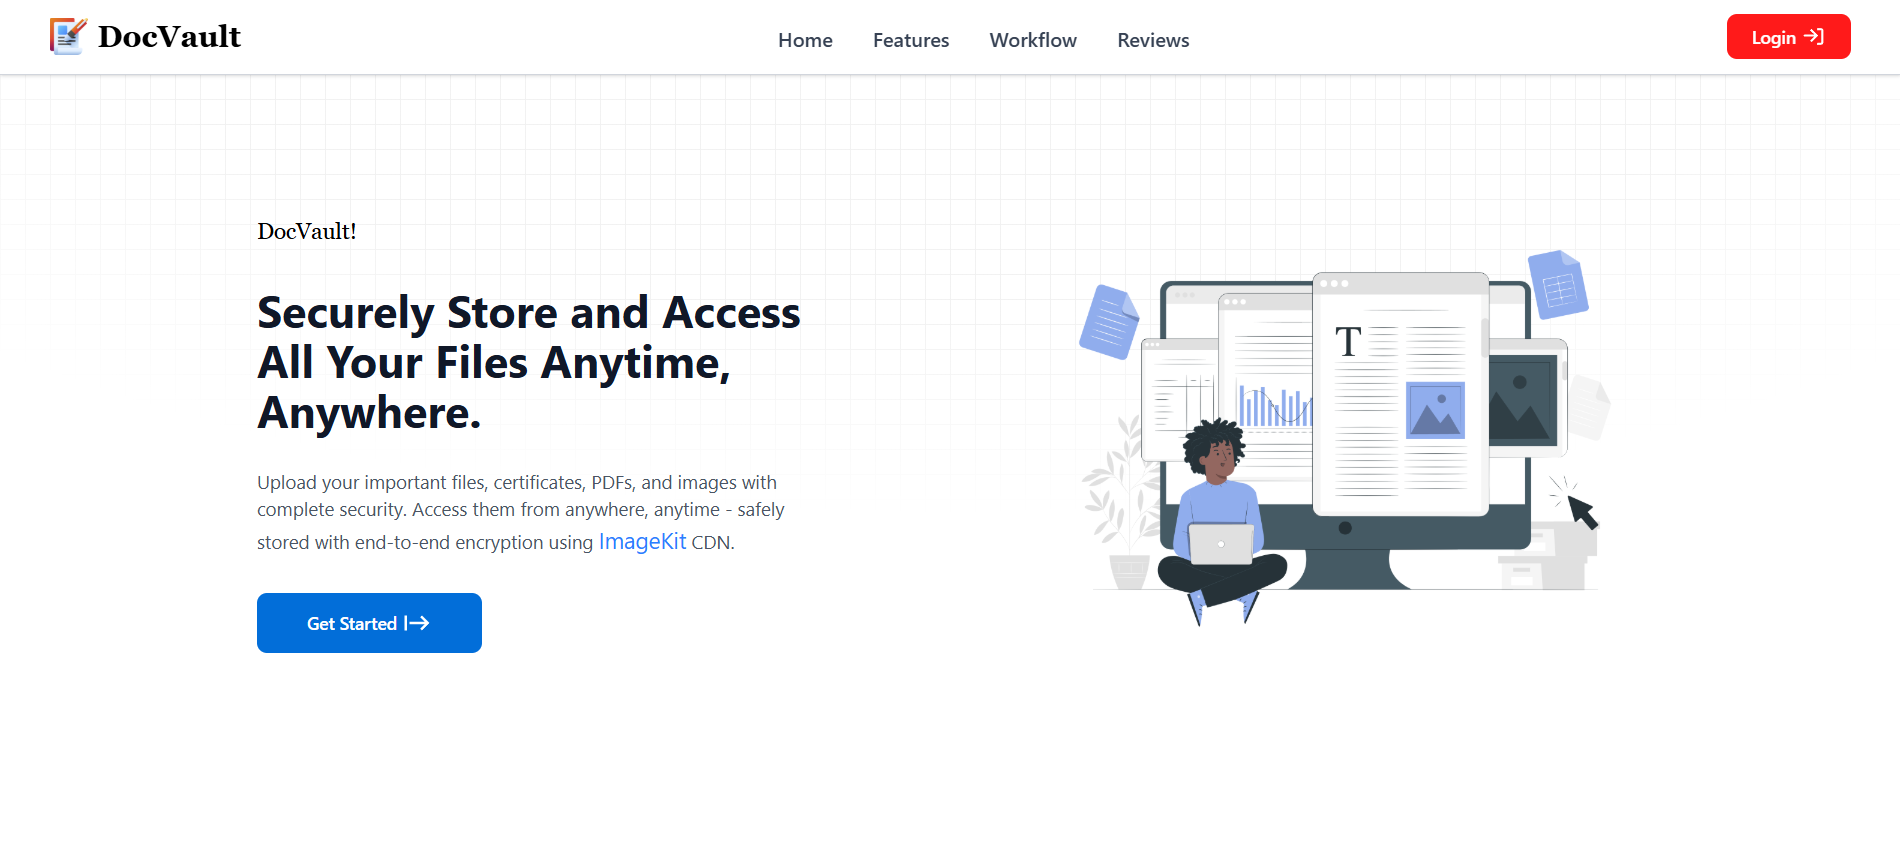 DocVault
Home Features Workflow Reviews
Login
DocVault!
Securely Store and Access
All Your Files Anytime,
Anywhere.
Upload your important files, certificates, PDFs, and images with
complete security. Access them from anywhere, anytime - safely
stored with end-to-end encryption using ImageKit CDN.
Get Started
T